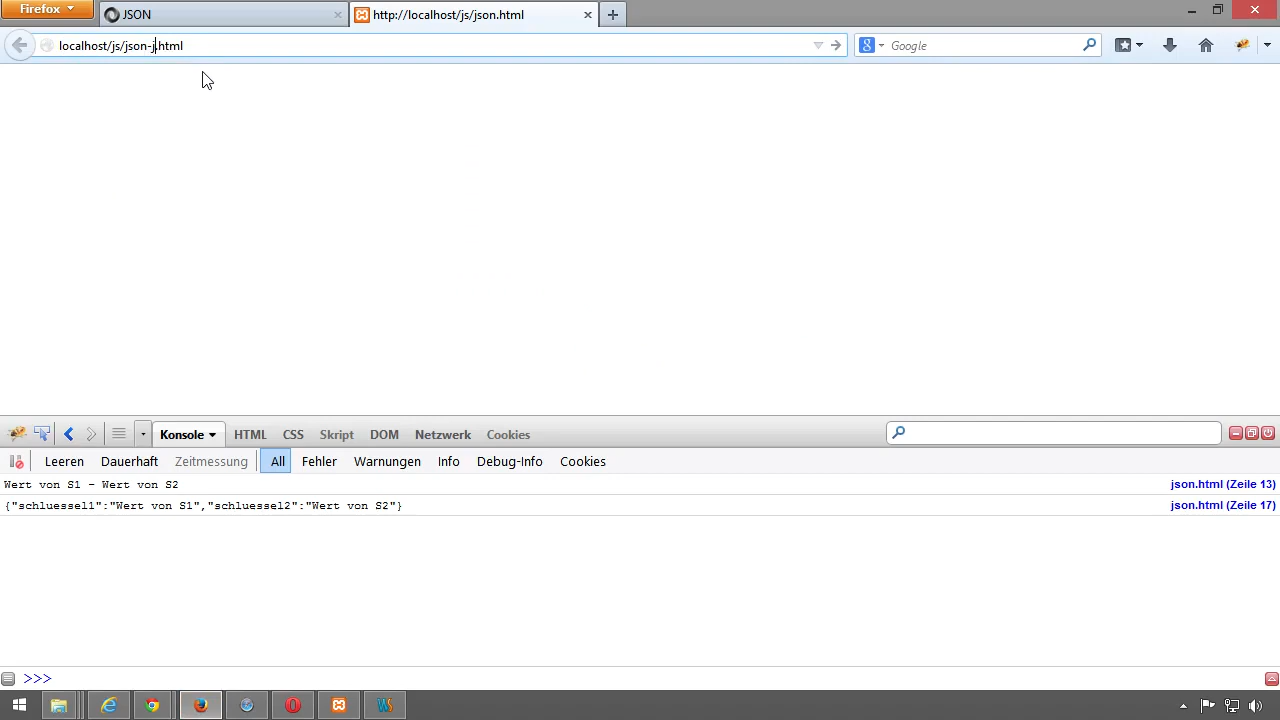 Firefox
JSON
http://localhost/js/json.html
localhost/js/json-j.html
Google
Konsole
HTML
CSS
Skript
DOM
Netzwerk
Cookies
Leeren
Dauerhaft
Zeitmessung
All
Fehler
Warnungen
Info
Debug-Info
Cookies
Wert von S1 - Wert von S2
json.html (Zeile 13)
{"schluessel1":"Wert von S1","schluessel2":"Wert von S2"}
json.html (Zeile 17)
>>>